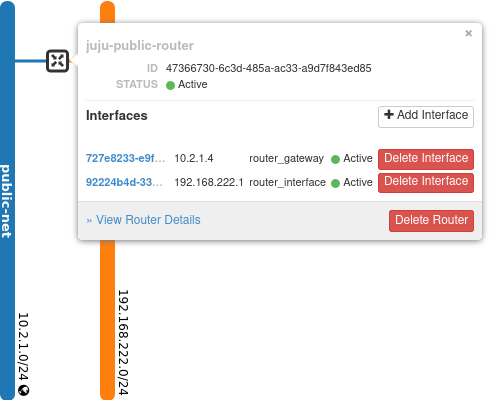 ×
juju-public-router
ID 47366730-6c3d-485a-ac33-a9d7f843ed85
STATUS Active
Interfaces
+ Add Interface
727e8233-e9f... 10.2.1.4 router_gateway Active Delete Interface
92224b4d-33... 192.168.222.1 router_interface Active Delete Interface
» View Router Details
Delete Router
public-net
10.2.1.0/24
192.168.222.0/24